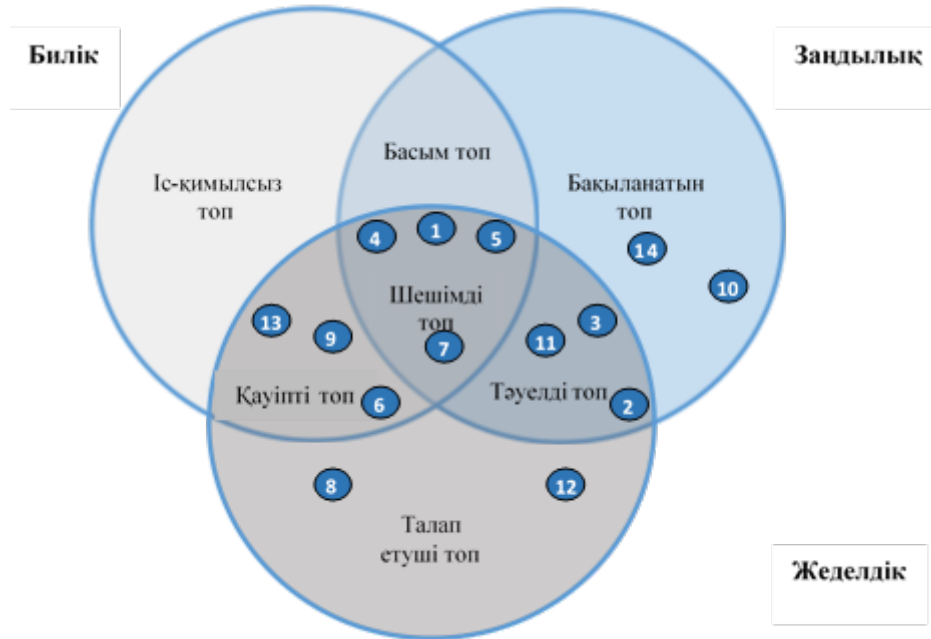 Билік
Заңдылық
Басым топ
Іс-қимылсыз
топ
Бақыланатын
топ
4
1
5
14
10
Шешімді
топ
13
9
7
11
3
Қауіпті топ
6
Тәуелді топ
2
8
12
Талап
етуші топ
Жеделдік